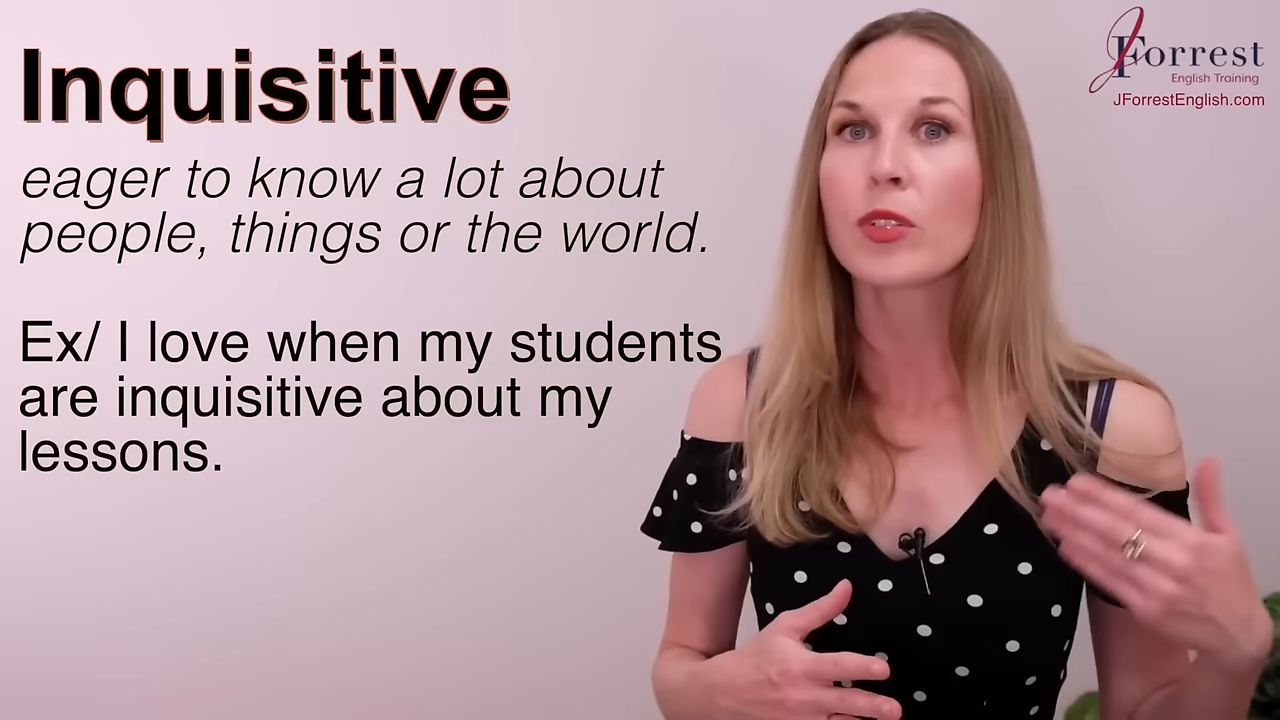 Inquisitive
eager to know a lot about
people, things or the world.
Ex/ I love when my students
are inquisitive about my
lessons.
JForrest
English Training
JForrestEnglish.com